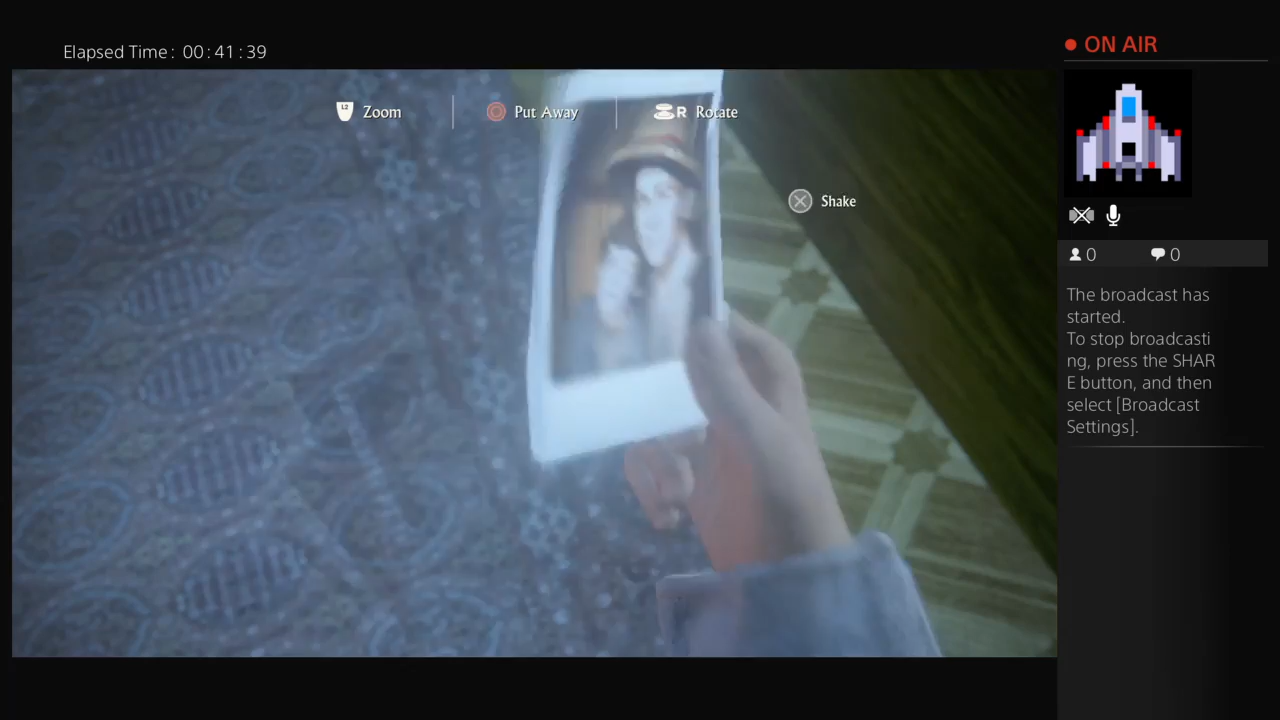 Elapsed Time: 00:41:39
ON AIR
L2 Zoom
Put Away
R Rotate
Shake
0
0
The broadcast has
started.
To stop broadcasti
ng, press the SHAR
E button, and then
select [Broadcast
Settings].